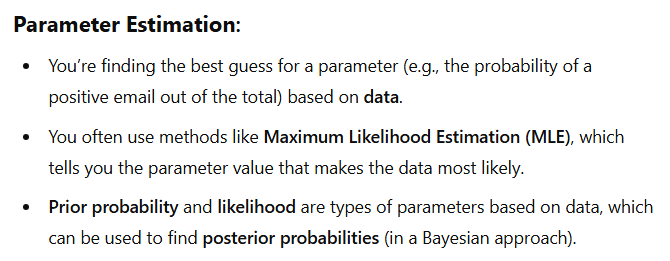 Parameter Estimation:
• You’re finding the best guess for a parameter (e.g., the probability of a
positive email out of the total) based on data.
• You often use methods like Maximum Likelihood Estimation (MLE), which
tells you the parameter value that makes the data most likely.
• Prior probability and likelihood are types of parameters based on data, which
can be used to find posterior probabilities (in a Bayesian approach).